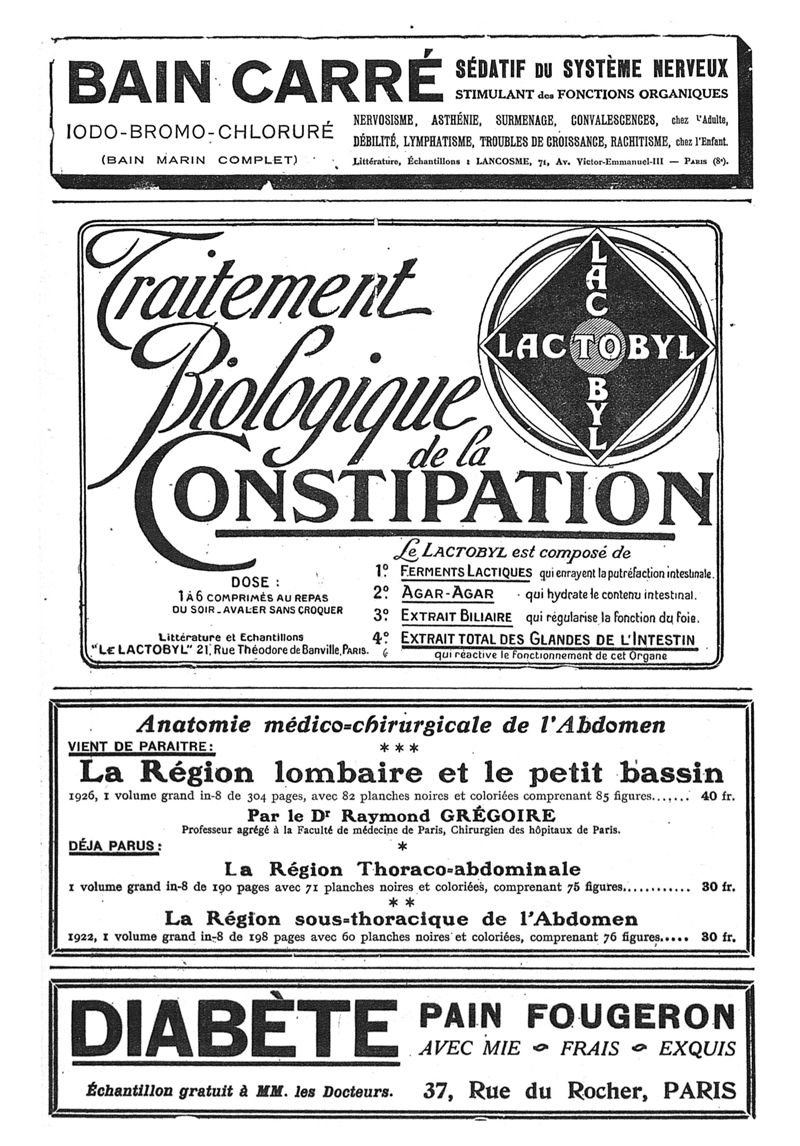 BAIN CARRÉ
IODO-BROMO-CHLORURÉ
(BAIN MARIN COMPLET)
SÉDATIF DU SYSTÈME NERVEUX
STIMULANT des FONCTIONS ORGANIQUES
NERVOSISME, ASTHÉNIE, SURMENAGE, CONVALESCENCES, chez l'Adulte,
DÉBILITÉ, LYMPHATISME, TROUBLES DE CROISSANCE, RACHITISME, chez l'Enfant.
Littérature, Échantillons : LANCOSME, 71, Av. Victor-Emmanuel-III — PARIS (8e).
Traitement
Biologique
de la
CONSTIPATION
LACTOBYL
LACTOBYL
DOSE :
1 À 6 COMPRIMÉS AU REPAS
DU SOIR_AVALER SANS CROQUER
Littérature et Echantillons
"LE LACTOBYL" 21, Rue Théodore de Banville, PARIS.
Le LACTOBYL est composé de
1º FERMENTS LACTIQUES qui enrayent la putréfaction intestinale.
2º AGAR-AGAR - qui hydrate le contenu intestinal.
3º EXTRAIT BILIAIRE qui régularise la fonction du foie.
4º EXTRAIT TOTAL DES GLANDES DE L'INTESTIN
qui réactive le fonctionnement de cet Organe
Anatomie médico=chirurgicale de l'Abdomen
VIENT DE PARAITRE :
* * *
La Région lombaire et le petit bassin
1926, 1 volume grand in-8 de 304 pages, avec 82 planches noires et coloriées comprenant 85 figures....... 40 fr.
Par le Dr Raymond GRÉGOIRE
Professeur agrégé à la Faculté de médecine de Paris, Chirurgien des hôpitaux de Paris.
DÉJA PARUS :
*
La Région Thoraco=abdominale
1 volume grand in-8 de 190 pages avec 71 planches noires et coloriées, comprenant 75 figures............ 30 fr.
* *
La Région sous=thoracique de l'Abdomen
1922, 1 volume grand in-8 de 198 pages avec 60 planches noires et coloriées, comprenant 76 figures..... 30 fr.
DIABÈTE
Échantillon gratuit à MM. les Docteurs.
PAIN FOUGERON
AVEC MIE FRAIS EXQUIS
37, Rue du Rocher, PARIS